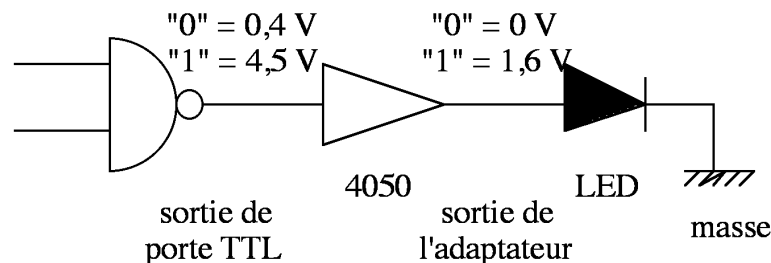 "0" = 0,4 V
"1" = 4,5 V
"0" = 0 V
"1" = 1,6 V
4050
LED
sortie de
porte TTL
sortie de
l'adaptateur
masse